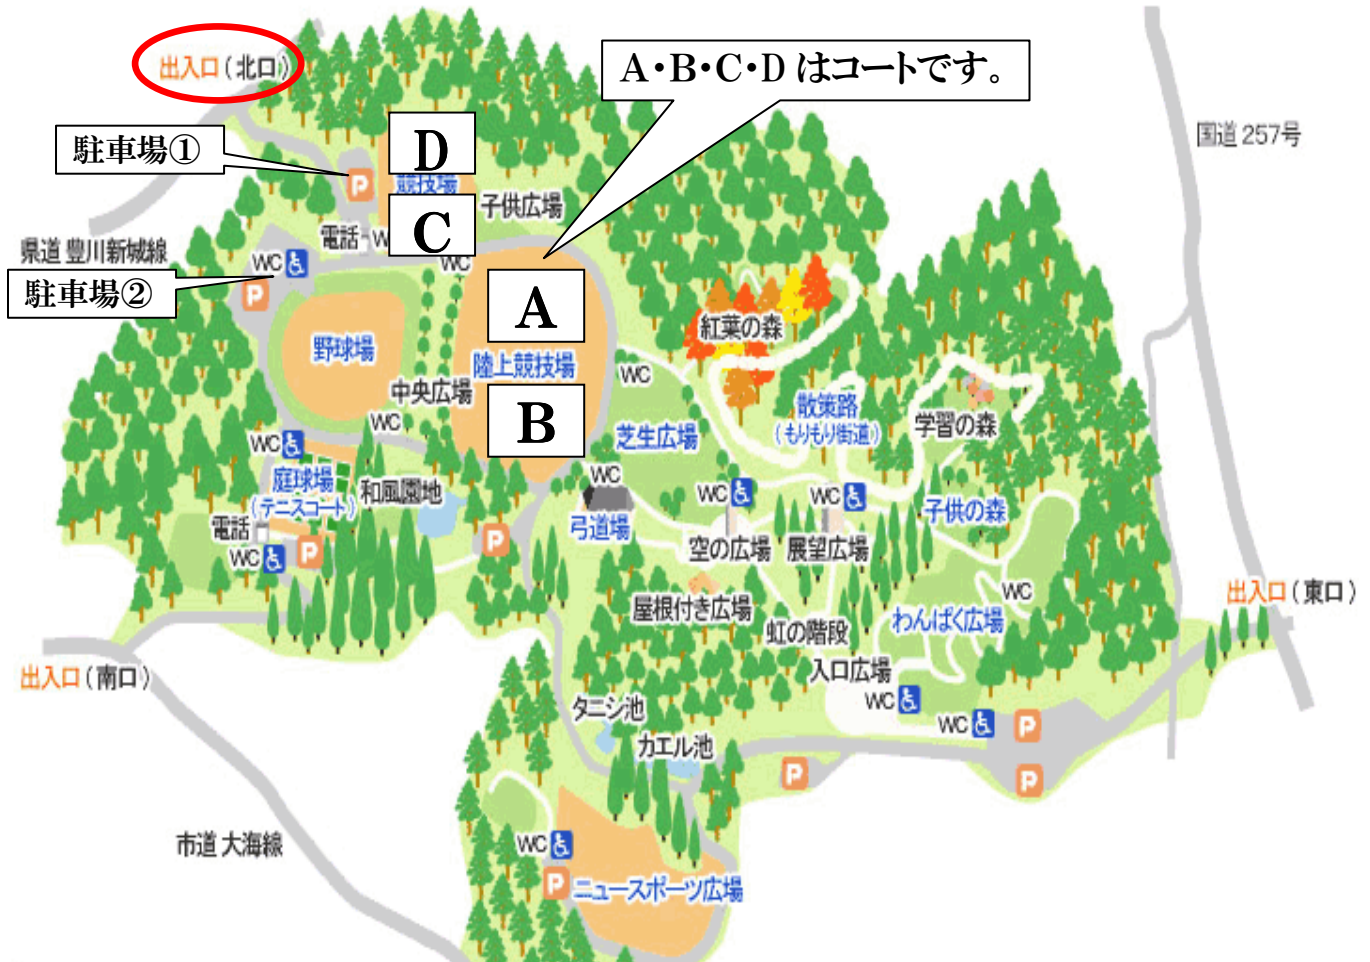 出入口(北口)
A・B・C・D はコートです。
国道 257号
駐車場①
D
P
競技場
子供広場
C
電話
W
県道 豊川新城線
WC
WC
駐車場②
P
A
紅葉の森
野球場
陸上競技場
WC
中央広場
散策路
(もりもり街道)
学習の森
WC
B
芝生広場
WC
庭球場
(テニスコート)
和風園地
WC
WC
WC
子供の森
電話
弓道場
P
WC
P
空の広場
展望広場
WC
出入口(東口)
屋根付き広場
虹の階段
わんぱく広場
出入口(南口)
入口広場
WC
タニシ池
WC
P
カエル池
P
P
市道 大海線
WC
P
ニュースポーツ広場